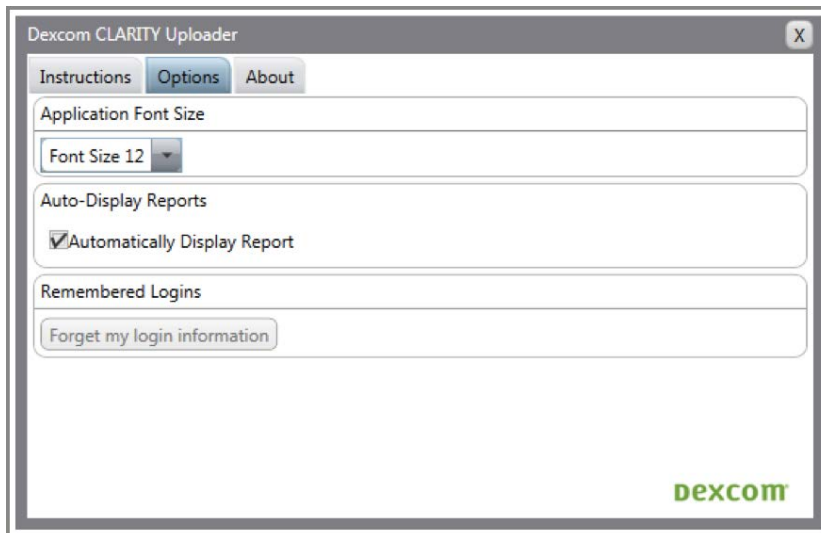 Dexcom CLARITY Uploader
X
Instructions Options About
Application Font Size
Font Size 12
Auto-Display Reports
Automatically Display Report
Remembered Logins
Forget my login information
Dexcom